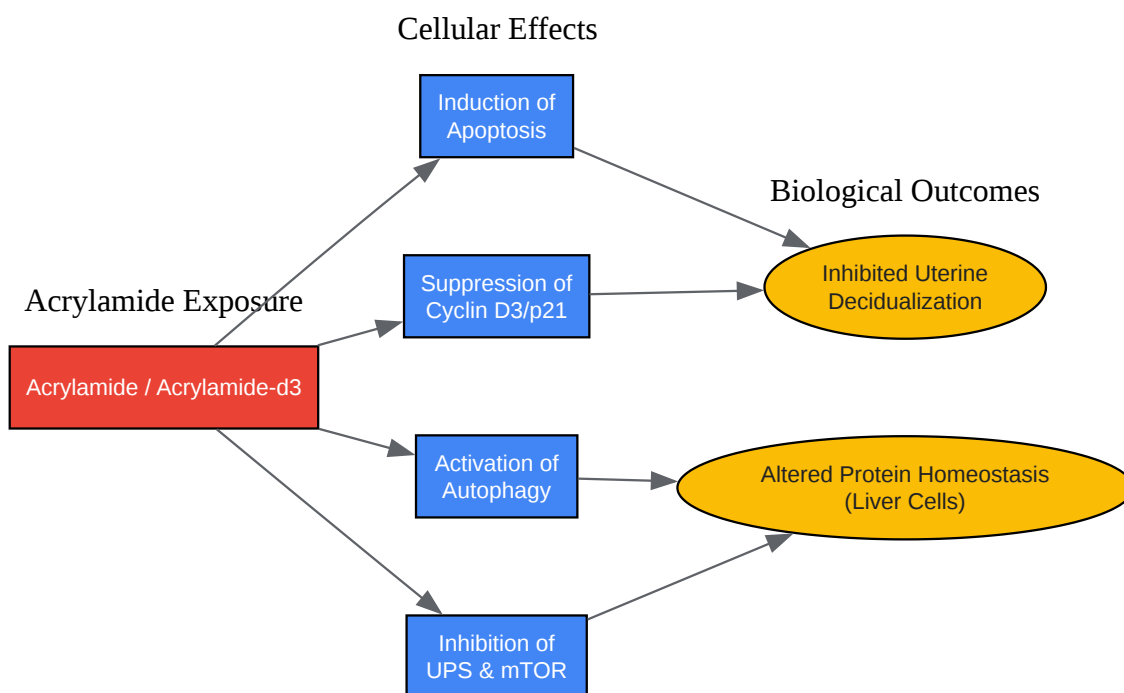 Cellular Effects
Induction of
Apoptosis
Biological Outcomes
Inhibited Uterine
Decidualization
Suppression of
Cyclin D3/p21
Acrylamide Exposure
Acrylamide / Acrylamide-d3
Activation of
Autophagy
Altered Protein Homeostasis
(Liver Cells)
Inhibition of
UPS & mTOR